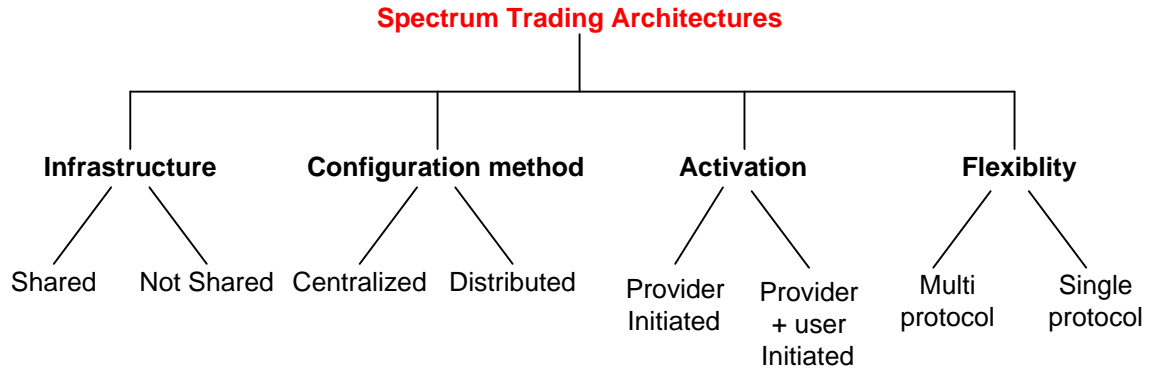 Spectrum Trading Architectures
Infrastructure
Configuration method
Activation
Flexiblity
Shared
Not Shared
Centralized
Distributed
Provider
Initiated
Provider
+ user
Initiated
Multi
protocol
Single
protocol